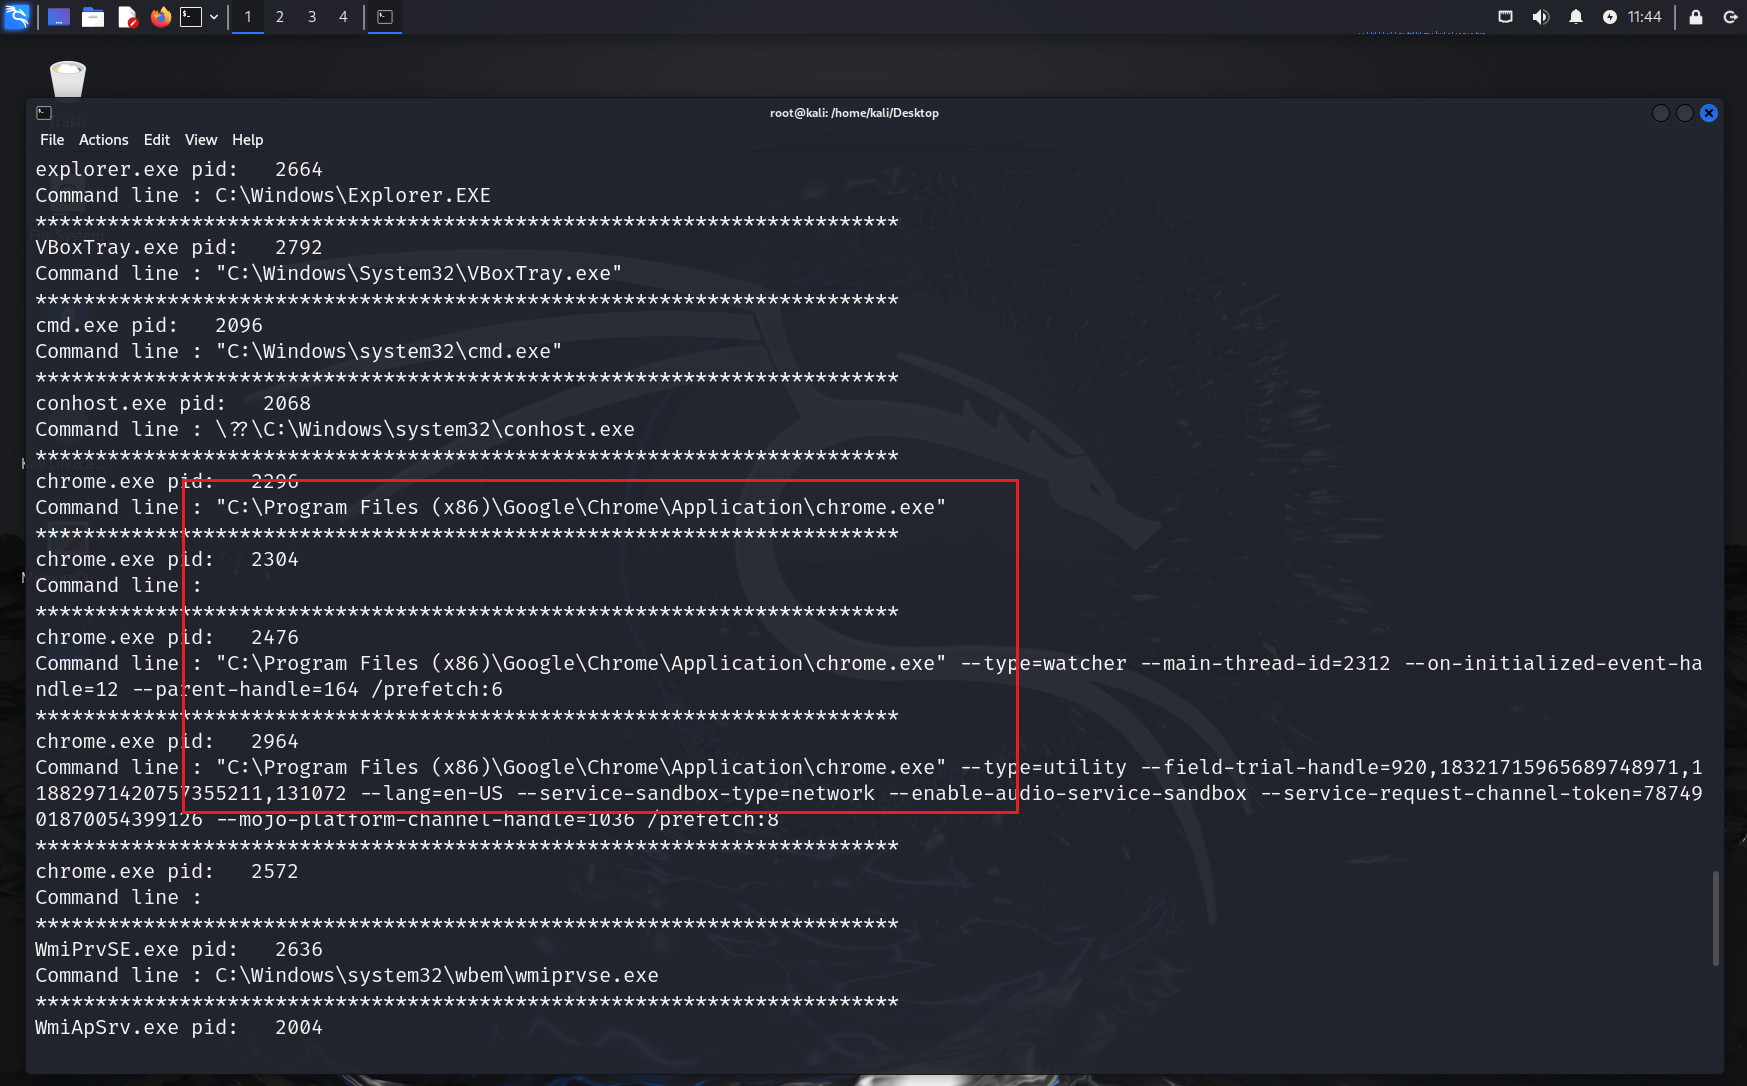 1 2 3 4
11:44
Trash
root@kali: /home/kali/Desktop
File Actions Edit View Help
explorer.exe pid:   2664
Command line : C:\Windows\Explorer.EXE
************************************************************************
VBoxTray.exe pid:   2792
Command line : "C:\Windows\System32\VBoxTray.exe"
************************************************************************
cmd.exe pid:   2096
Command line : "C:\Windows\system32\cmd.exe"
************************************************************************
conhost.exe pid:   2068
Command line : \??\C:\Windows\system32\conhost.exe
************************************************************************
chrome.exe pid:   2296
Command line : "C:\Program Files (x86)\Google\Chrome\Application\chrome.exe"
************************************************************************
chrome.exe pid:   2304
Command line :
************************************************************************
chrome.exe pid:   2476
Command line : "C:\Program Files (x86)\Google\Chrome\Application\chrome.exe" --type=watcher --main-thread-id=2312 --on-initialized-event-ha
ndle=12 --parent-handle=164 /prefetch:6
************************************************************************
chrome.exe pid:   2964
Command line : "C:\Program Files (x86)\Google\Chrome\Application\chrome.exe" --type=utility --field-trial-handle=920,18321715965689748971,1
1882971420757355211,131072 --lang=en-US --service-sandbox-type=network --enable-audio-service-sandbox --service-request-channel-token=78749
01870054399126 --mojo-platform-channel-handle=1036 /prefetch:8
************************************************************************
chrome.exe pid:   2572
Command line :
************************************************************************
WmiPrvSE.exe pid:   2636
Command line : C:\Windows\system32\wbem\wmiprvse.exe
************************************************************************
WmiApSrv.exe pid:   2004